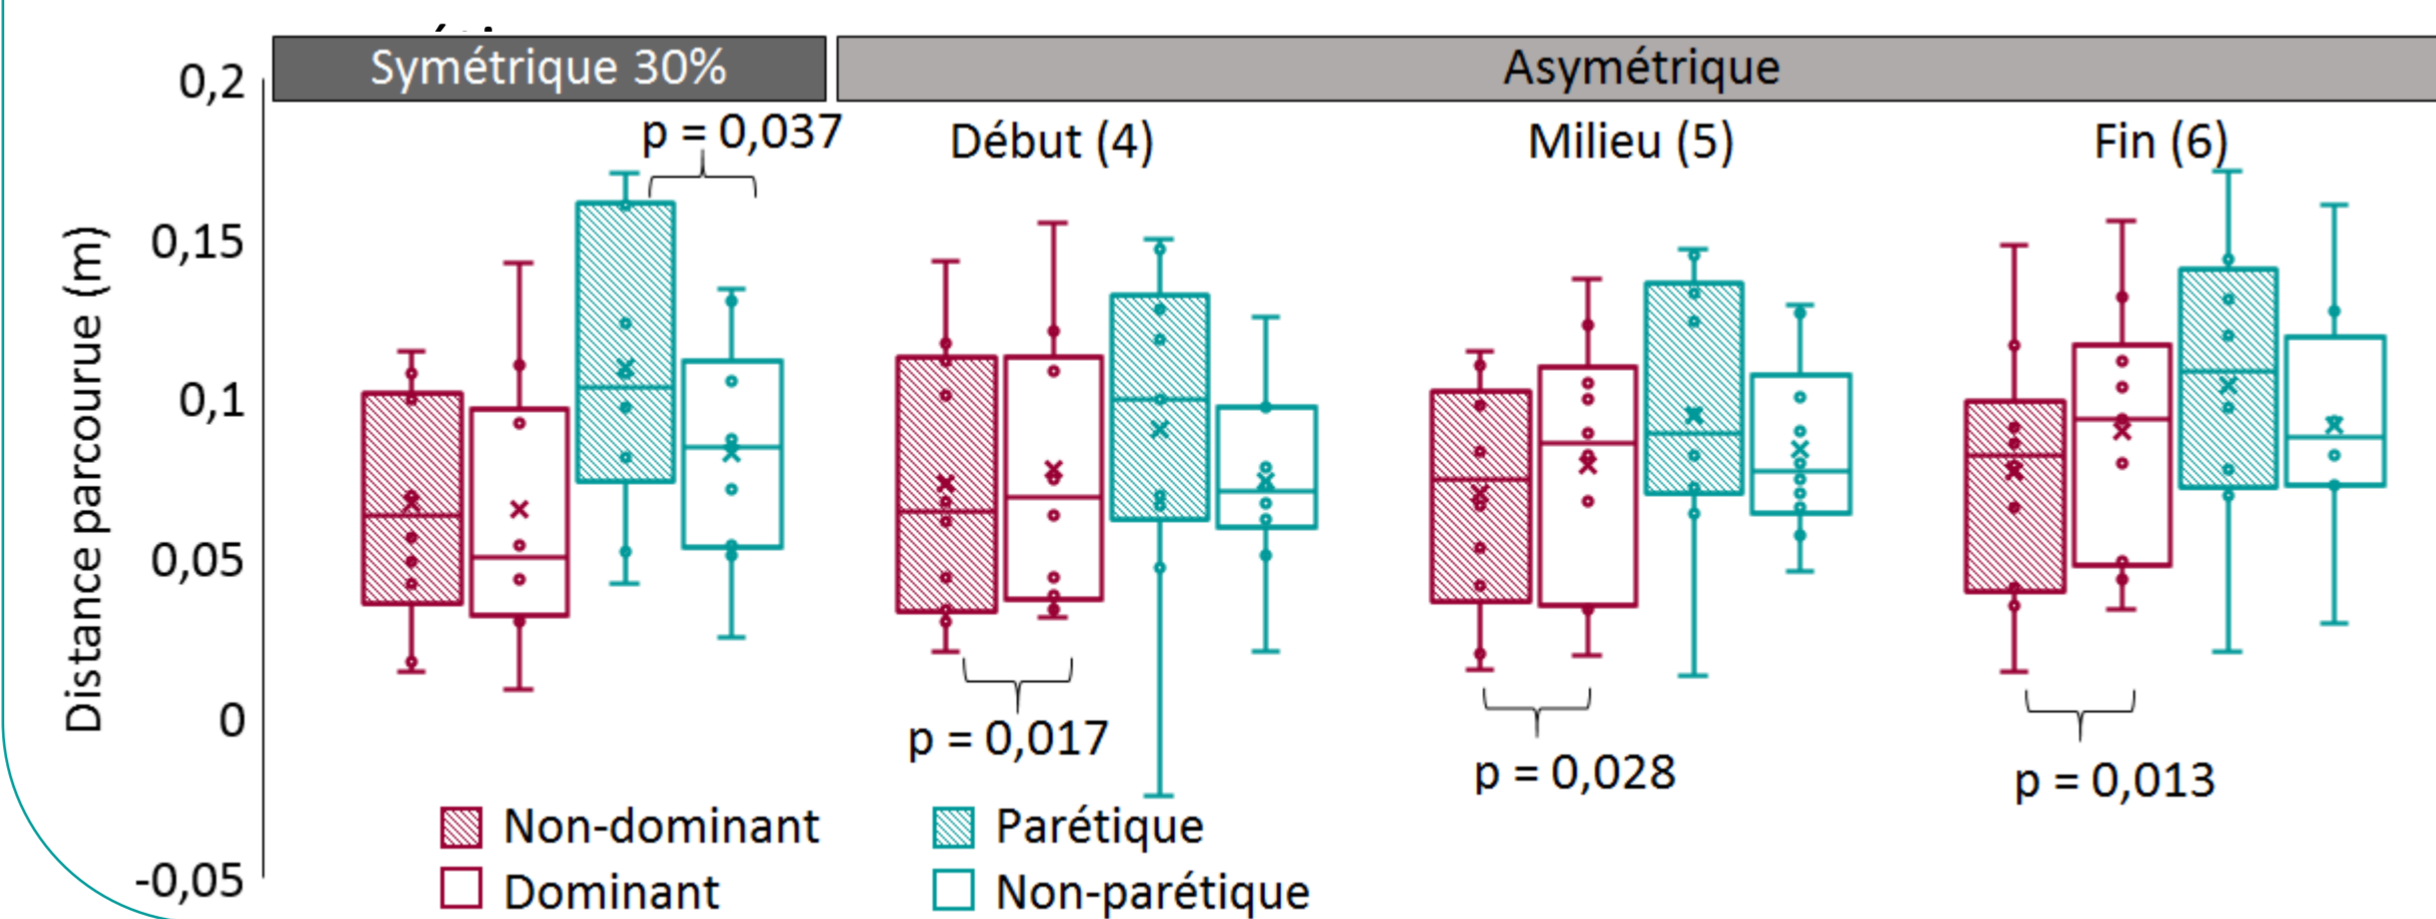 Symétrique 30%
Asymétrique
0,2
p = 0,037
Début (4)
Milieu (5)
Fin (6)
Distance parcourue (m)
0,15
0,1
0,05
0
-0,05
p = 0,017
p = 0,028
p = 0,013
Non-dominant
Parétique
Dominant
Non-parétique